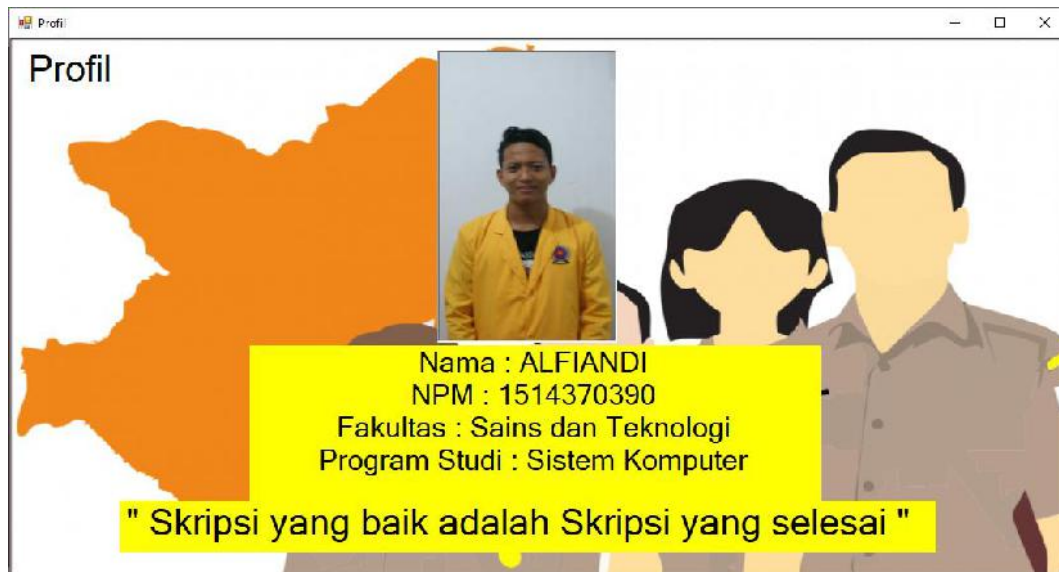 Profil
Profil
Nama : ALFIANDI
NPM : 1514370390
Fakultas : Sains dan Teknologi
Program Studi : Sistem Komputer
" Skripsi yang baik adalah Skripsi yang selesai "